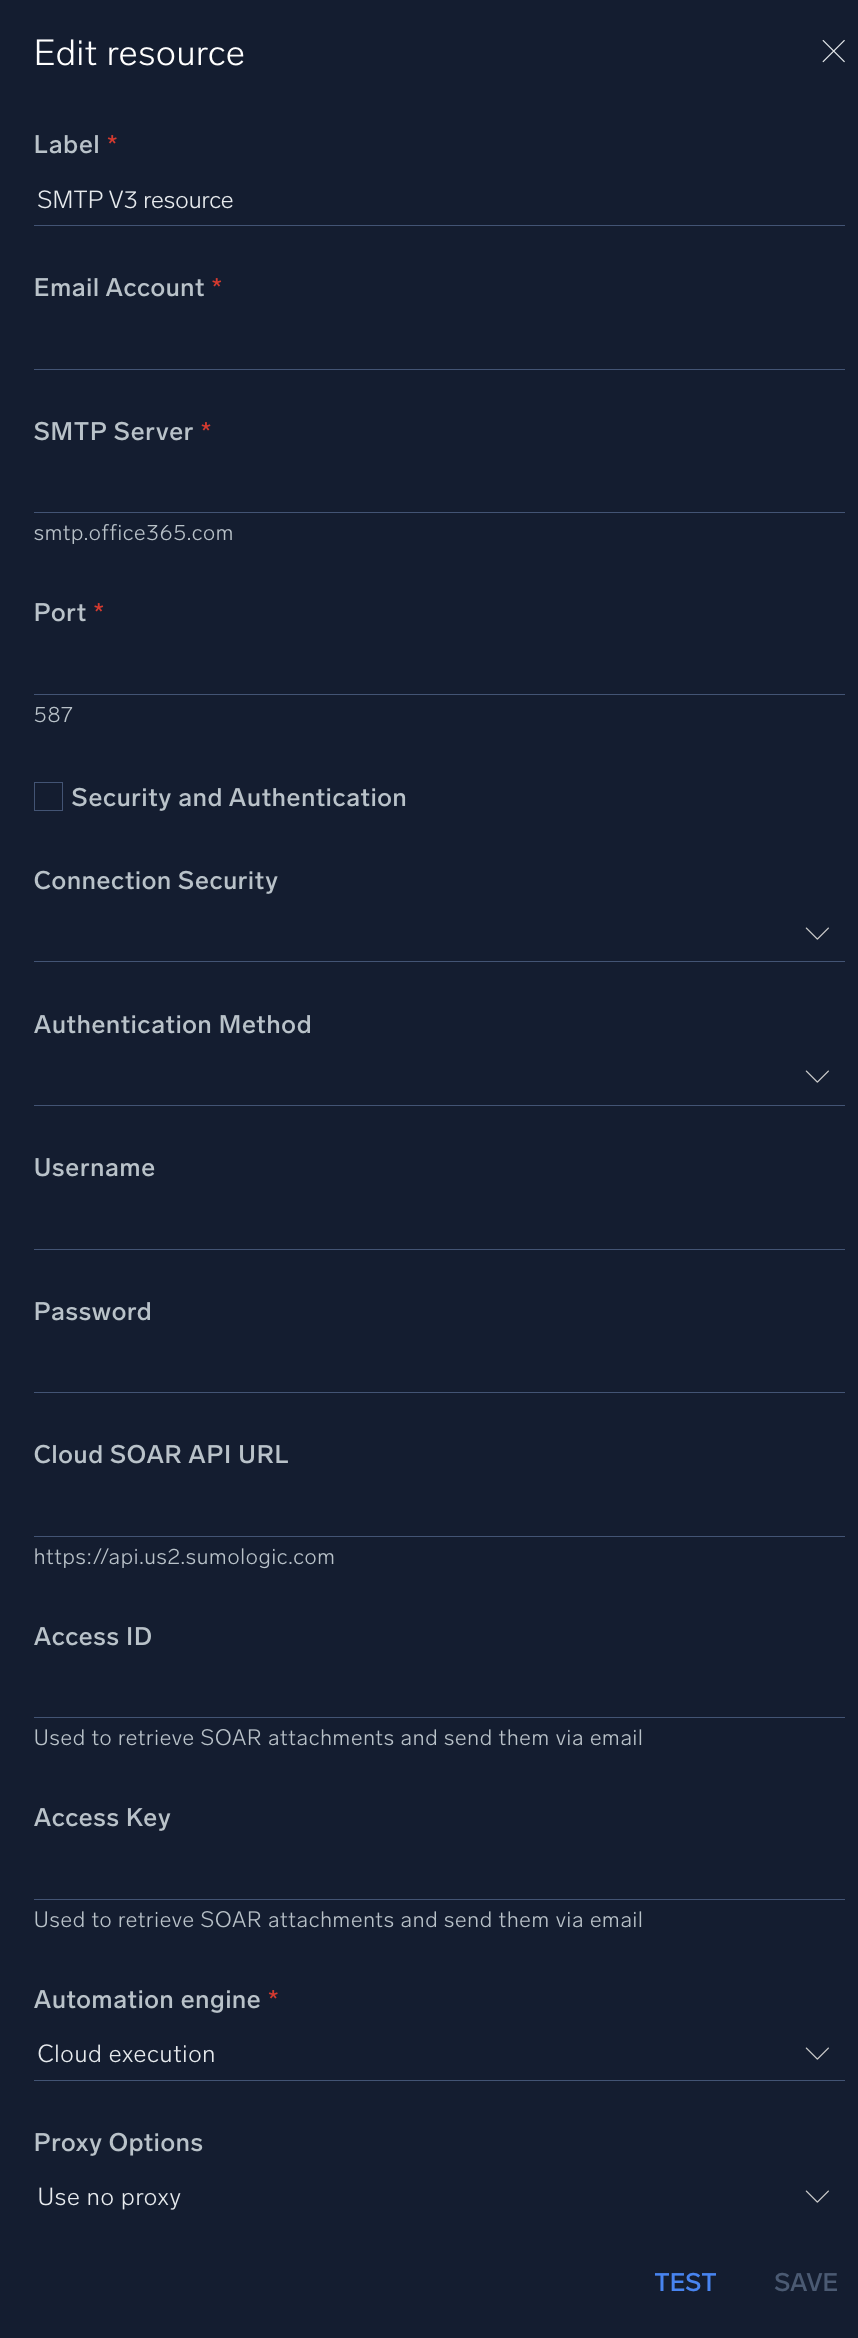 Edit resource
Label *
SMTP V3 resource
Email Account *
SMTP Server *
smtp.office365.com
Port *
587
Security and Authentication
Connection Security
Authentication Method
Username
Password
Cloud SOAR API URL
https://api.us2.sumologic.com
Access ID
Used to retrieve SOAR attachments and send them via email
Access Key
Used to retrieve SOAR attachments and send them via email
Automation engine *
Cloud execution
Proxy Options
Use no proxy
TEST SAVE